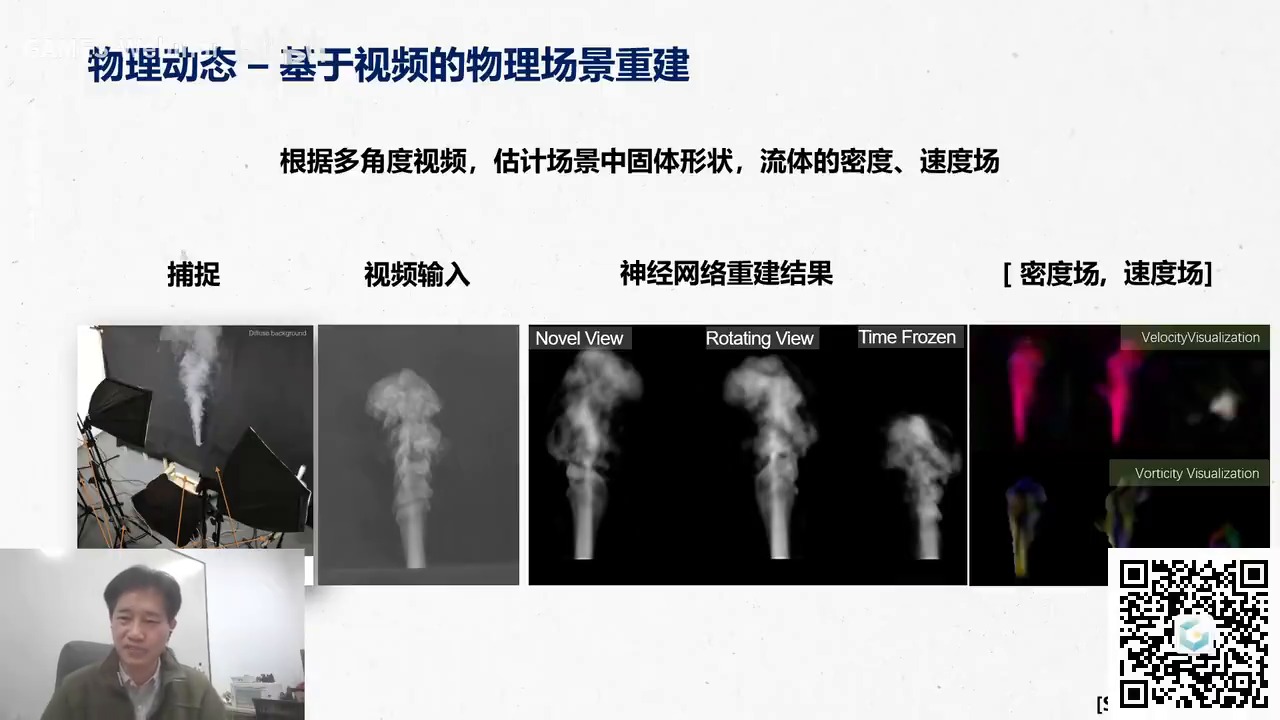 GAMES Webinar
物理动态 – 基于视频的物理场景重建
根据多角度视频，估计场景中固体形状，流体的密度、速度场
捕捉
视频输入
神经网络重建结果
[ 密度场，速度场]
Diffuse background
Novel View
Rotating View
Time Frozen
VelocityVisualization
Vorticity Visualization